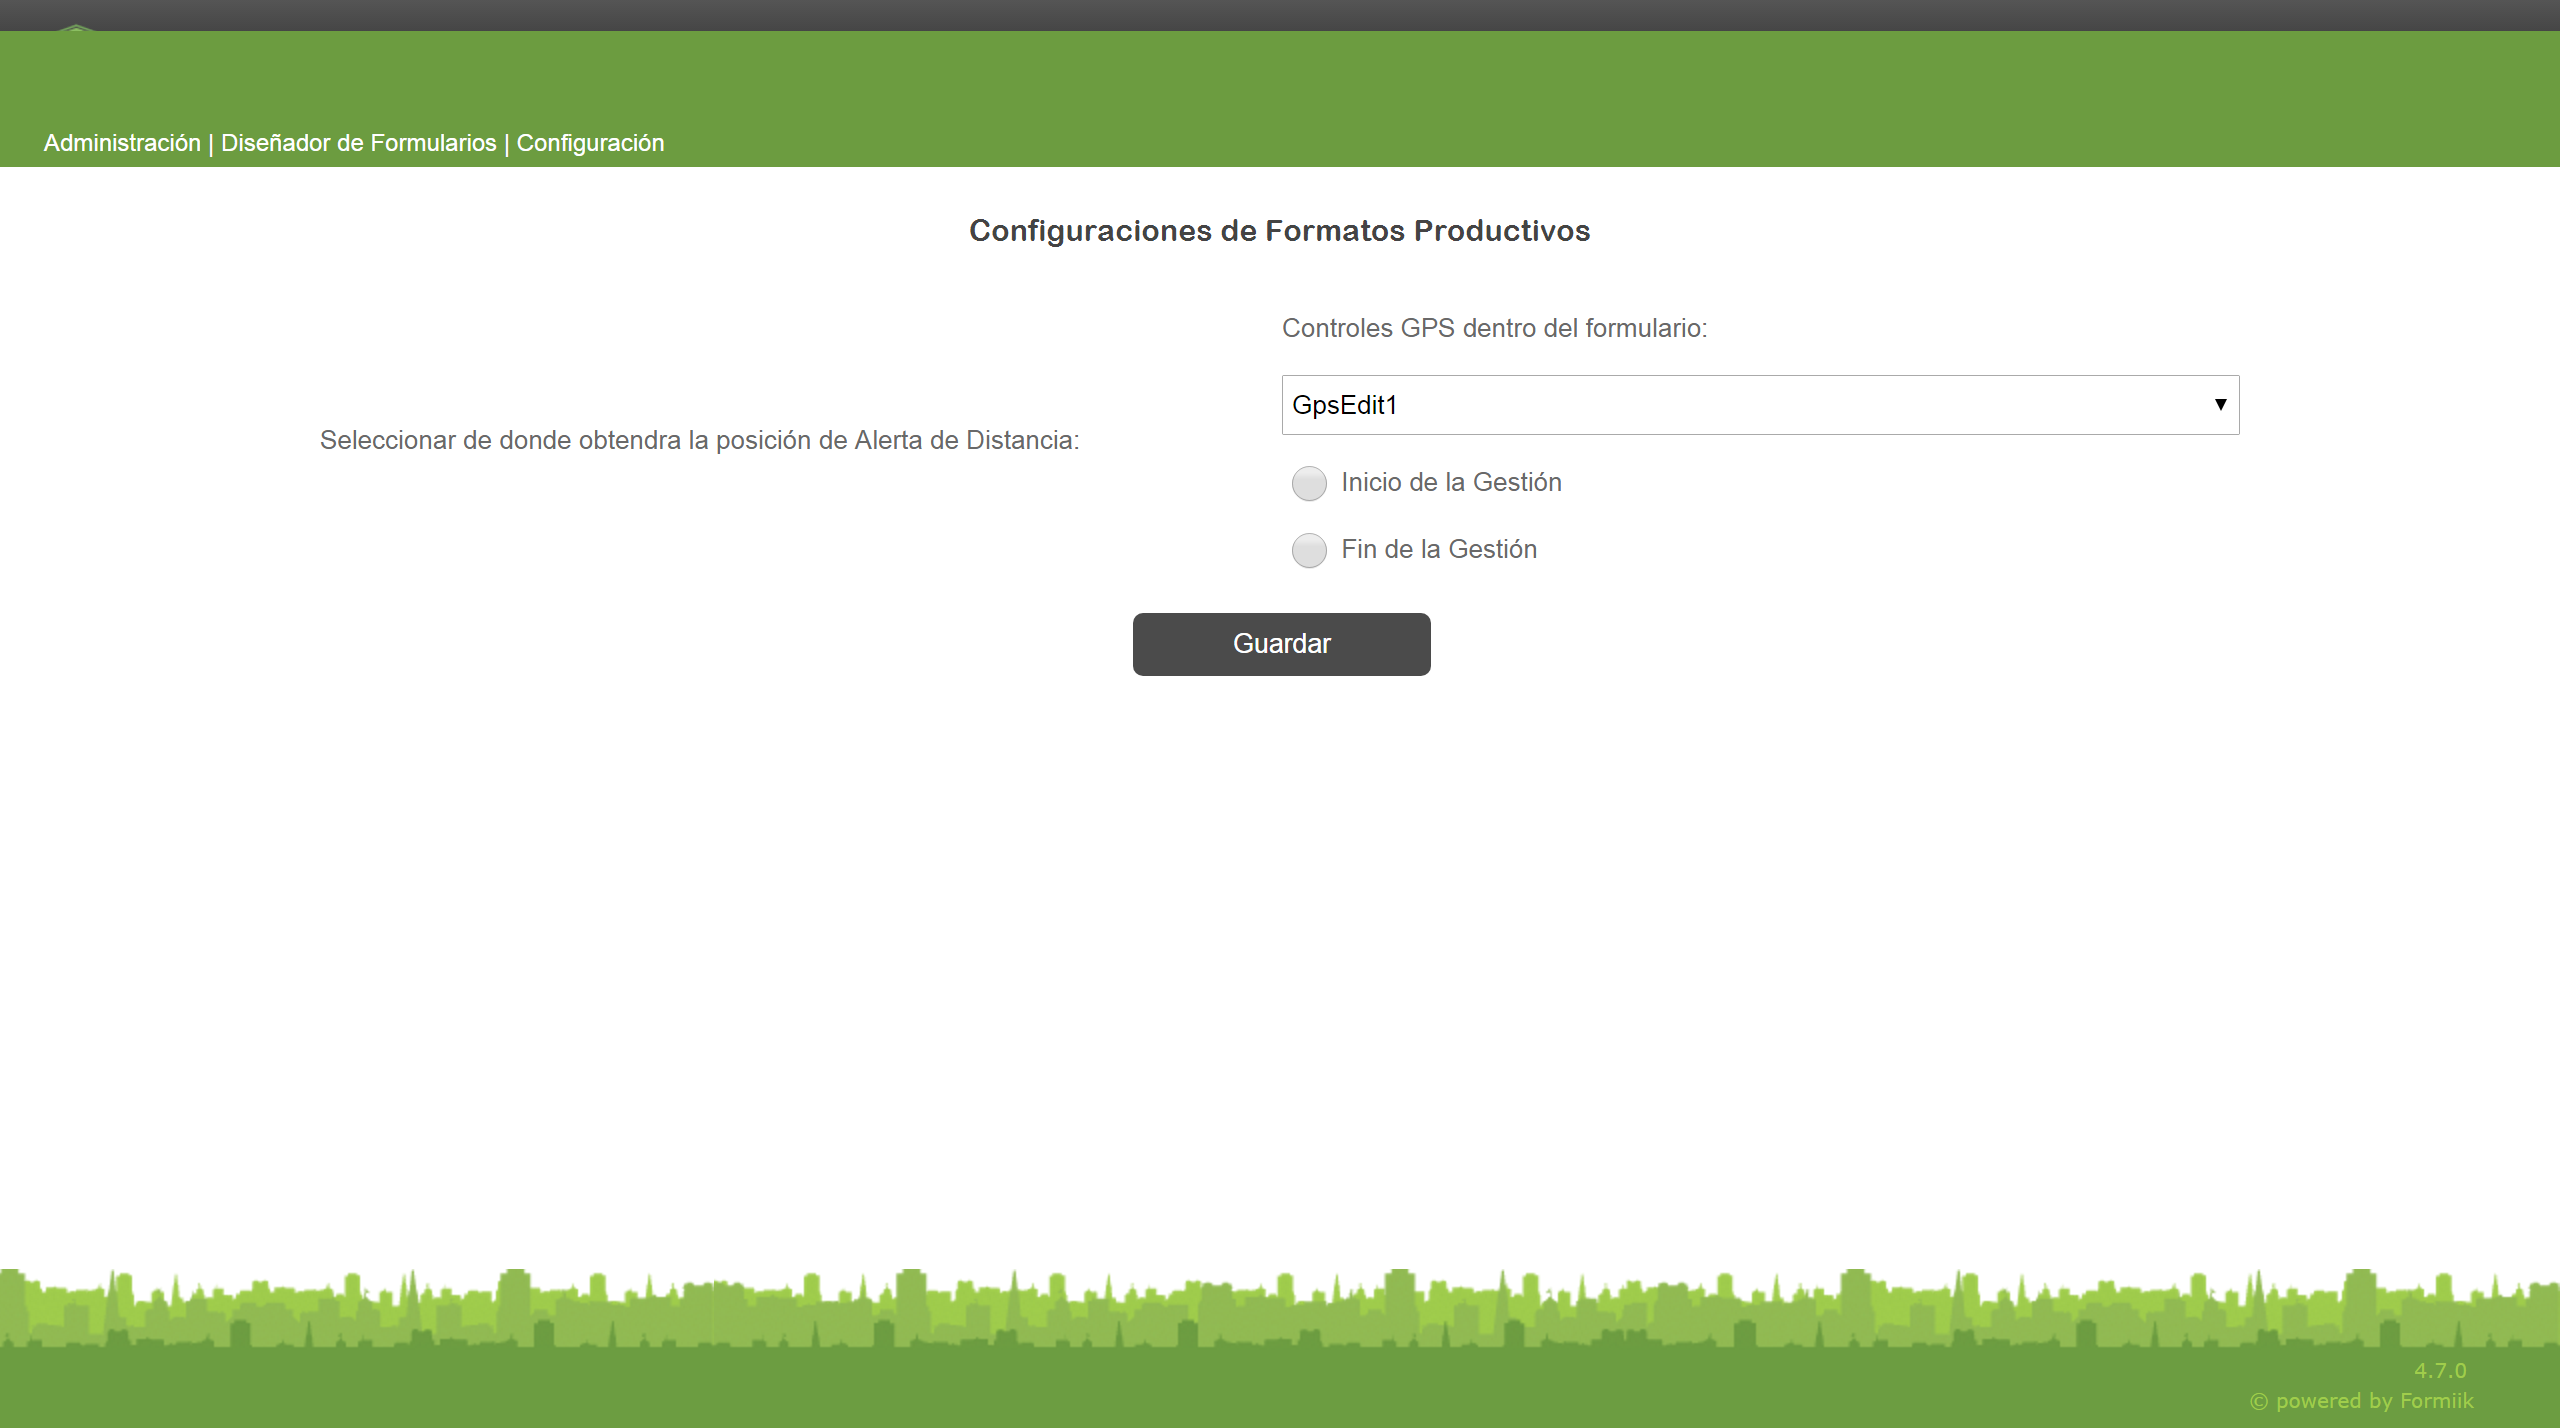 Administración | Diseñador de Formularios | Configuración
Configuraciones de Formatos Productivos
Seleccionar de donde obtendra la posición de Alerta de Distancia:
Controles GPS dentro del formulario:
GpsEdit1
Inicio de la Gestión
Fin de la Gestión
Guardar
4.7.0
© powered by Formiik